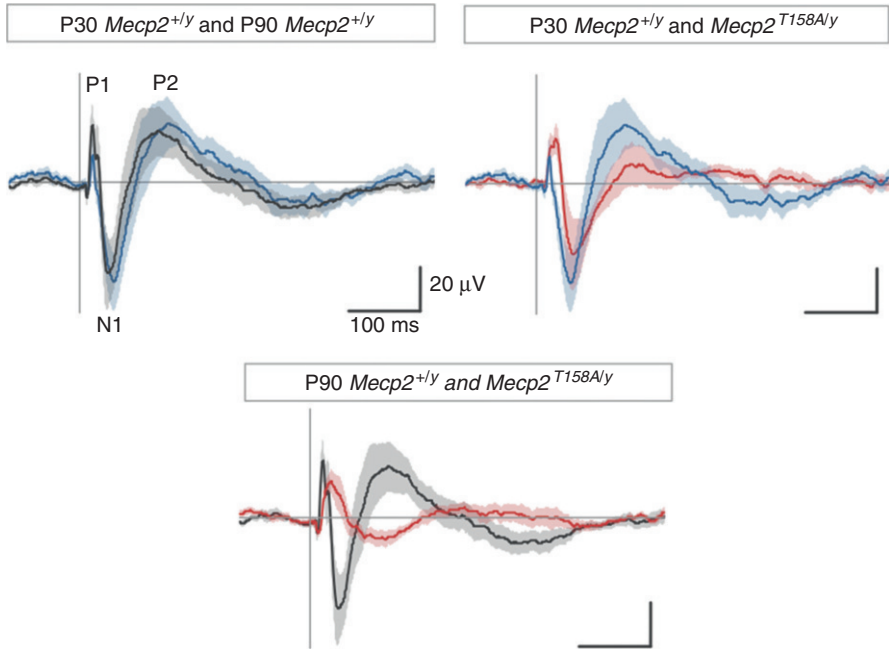 P30 Mecp2+/y and P90 Mecp2+/y
P30 Mecp2+/y and Mecp2T158A/y
P1
P2
N1
20 μV
100 ms
P90 Mecp2+/y and Mecp2T158A/y